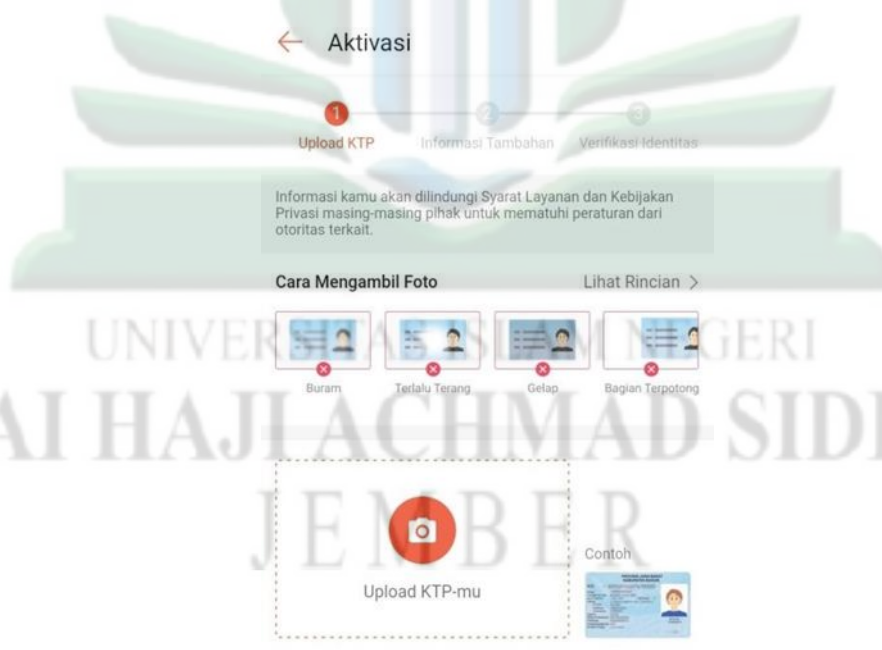 Aktivasi
1 2 3
Upload KTP Informasi Tambahan Verifikasi Identitas
Informasi kamu akan dilindungi Syarat Layanan dan Kebijakan
Privasi masing-masing pihak untuk mematuhi peraturan dari
otoritas terkait.
Cara Mengambil Foto Lihat Rincian >
UNIVERSITAS ISLAM NEGERI
Buram Terlalu Terang Gelap Bagian Terpotong
AI HAJI ACHMAD SIDI
JEMBER
Contoh
Upload KTP-mu